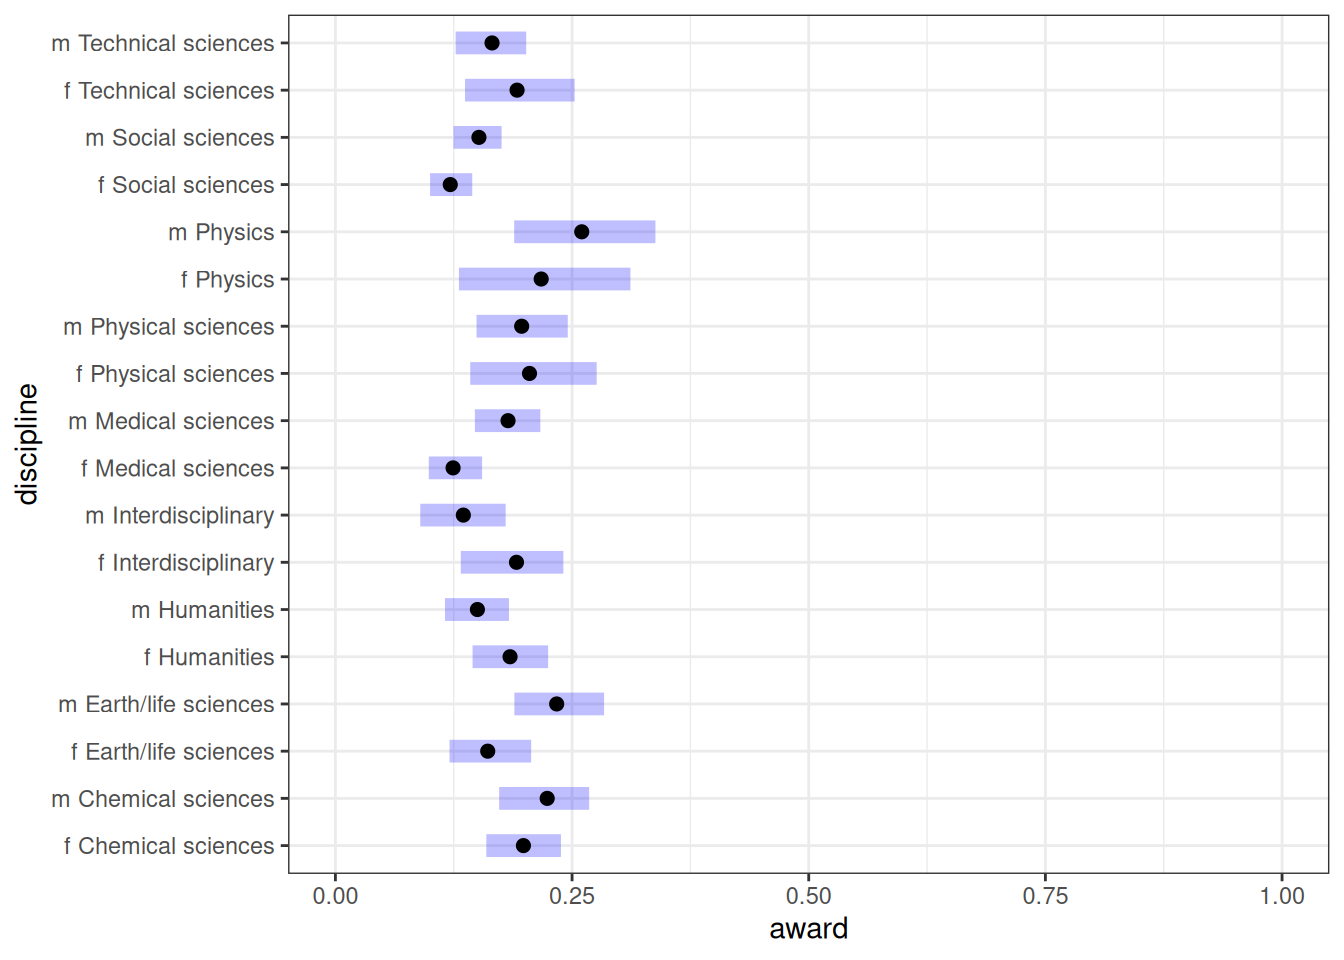 m Technical sciences
f Technical sciences
m Social sciences
f Social sciences
m Physics
f Physics
m Physical sciences
f Physical sciences
m Medical sciences
f Medical sciences
m Interdisciplinary
f Interdisciplinary
m Humanities
f Humanities
m Earth/life sciences
f Earth/life sciences
m Chemical sciences
f Chemical sciences
discipline
0.00 0.25 0.50 0.75 1.00
award